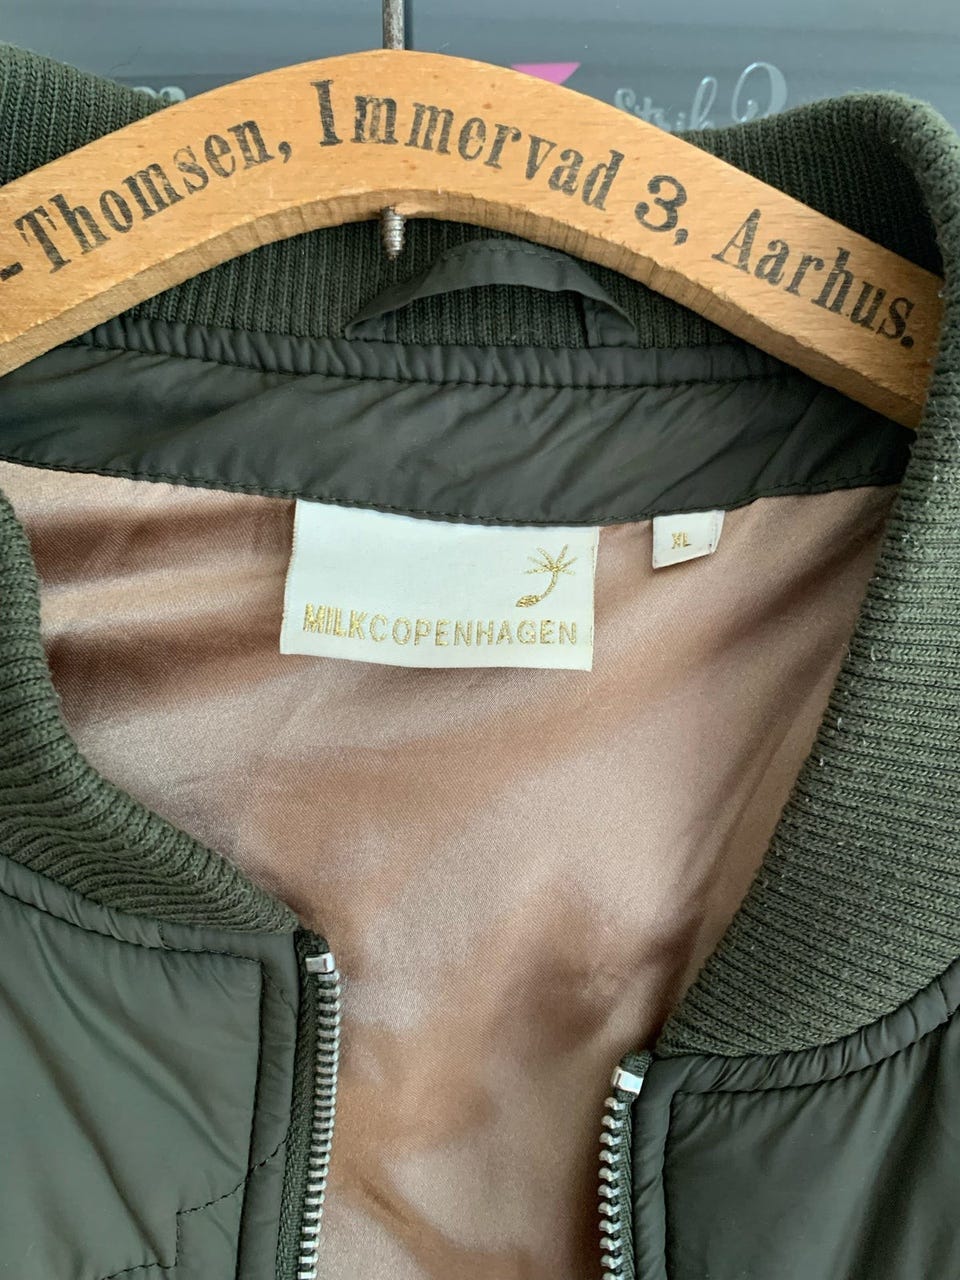 -Thomsen, Immervad 3, Aarhus.
MILKCOPENHAGEN
XL